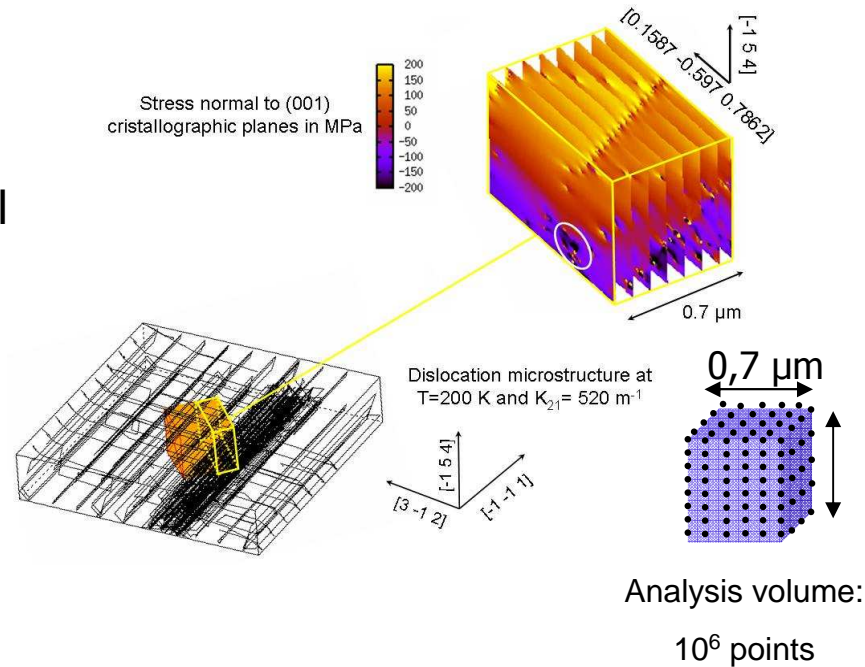 [-1 5 4]
[0.1587 -0.597 0.7862]
200
150
100
50
0
-50
-100
-150
-200
Stress normal to (001)
cristallographic planes in MPa
l
0.7 µm
Dislocation microstructure at
T=200 K and K₂₁= 520 m⁻¹
0,7 µm
[-1 5 4]
[3 -1 2]
[-1 -1 1]
Analysis volume:
10⁶ points